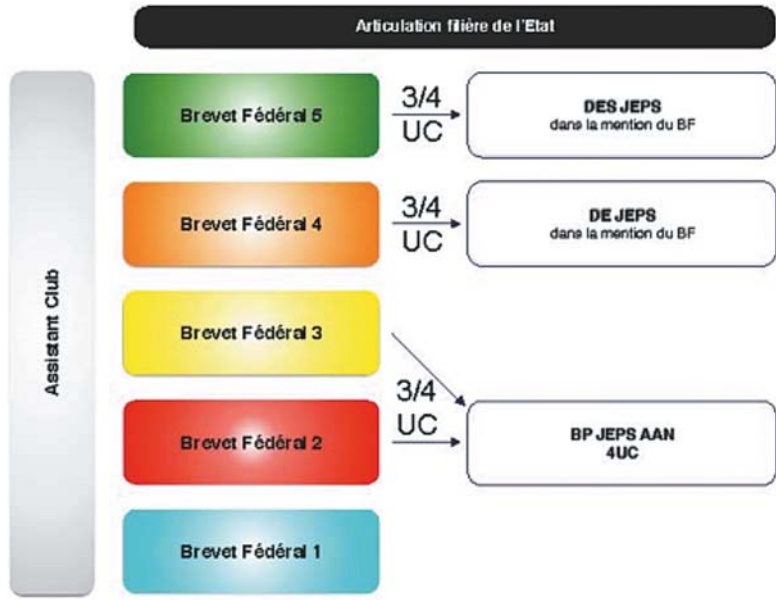 Articulation filière de l'Etat
Assistant Club
Brevet Fédéral 5
3/4
UC
DES JEPS
dans la mention du BF
Brevet Fédéral 4
3/4
UC
DE JEPS
dans la mention du BF
Brevet Fédéral 3
3/4
UC
Brevet Fédéral 2
BP JEPS AAN
4UC
Brevet Fédéral 1